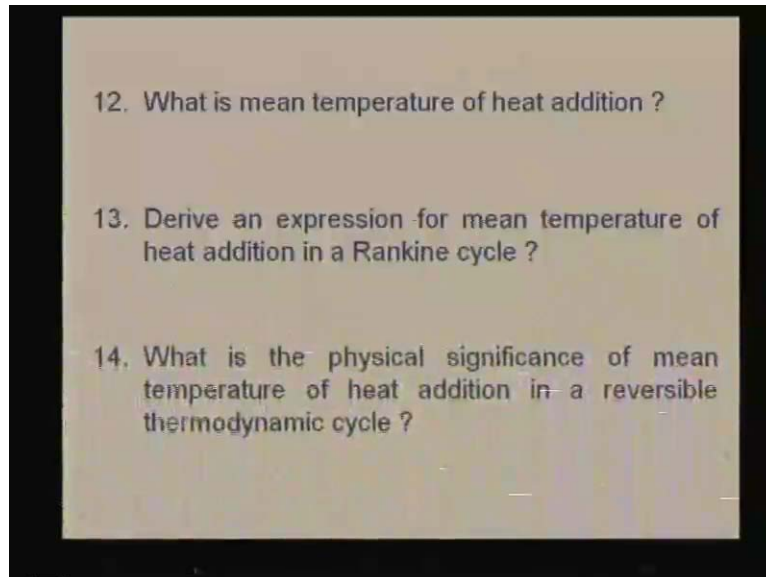 12. What is mean temperature of heat addition ?
13. Derive an expression for mean temperature of
heat addition in a Rankine cycle ?
14. What is the physical significance of mean
temperature of heat addition in a reversible
thermodynamic cycle ?